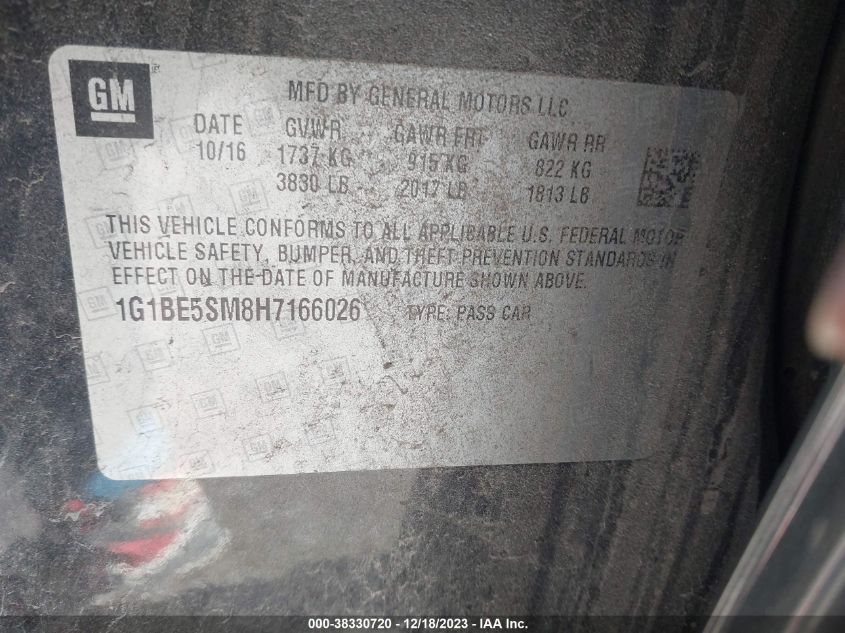 GM
MFD BY GENERAL MOTORS LLC
DATE GVWR GAWR FRT GAWR RR
10/16 1737 KG 915 KG 822 KG
3830 LB 2017 LB 1813 LB
THIS VEHICLE CONFORMS TO ALL APPLICABLE U.S. FEDERAL MOTOR
VEHICLE SAFETY, BUMPER, AND THEFT PREVENTION STANDARDS IN
EFFECT ON THE DATE OF MANUFACTURE SHOWN ABOVE.
1G1BE5SM8H7166026 TYPE: PASS CAR
000-38330720 - 12/18/2023 - IAA Inc.